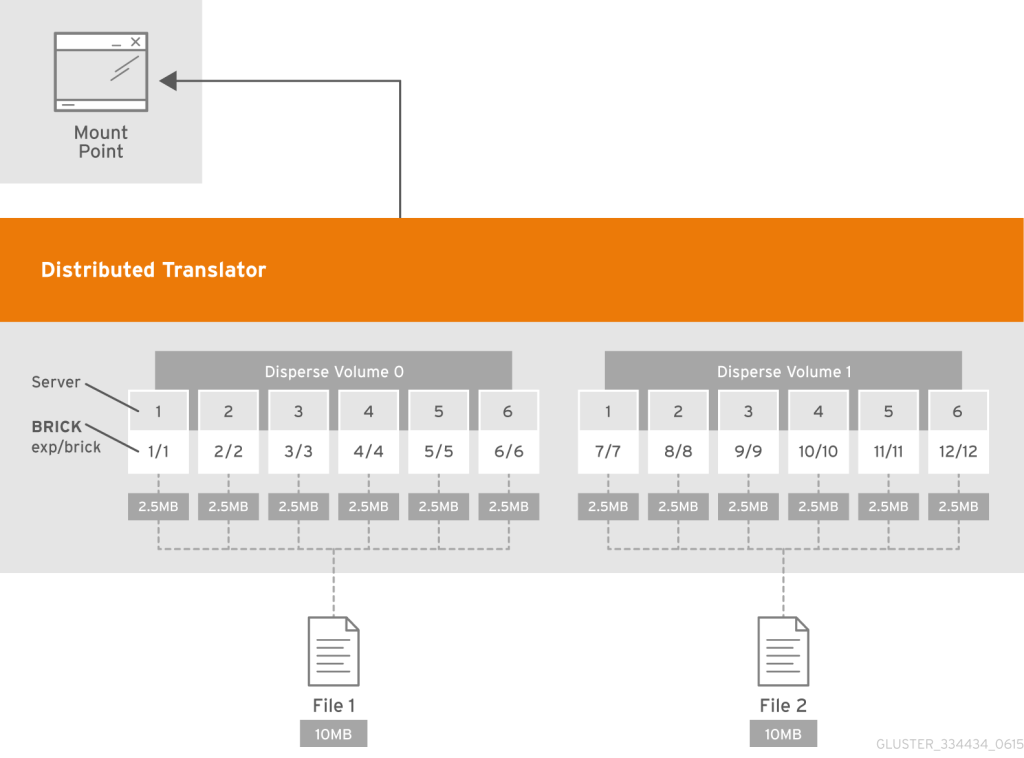 Mount
Point
Distributed Translator
Disperse Volume 0
Disperse Volume 1
Server
1 2 3 4 5 6
1 2 3 4 5 6
BRICK
exp/brick
1/1 2/2 3/3 4/4 5/5 6/6
7/7 8/8 9/9 10/10 11/11 12/12
2.5MB 2.5MB 2.5MB 2.5MB 2.5MB 2.5MB
2.5MB 2.5MB 2.5MB 2.5MB 2.5MB 2.5MB
File 1
10MB
File 2
10MB
GLUSTER_334434_0615